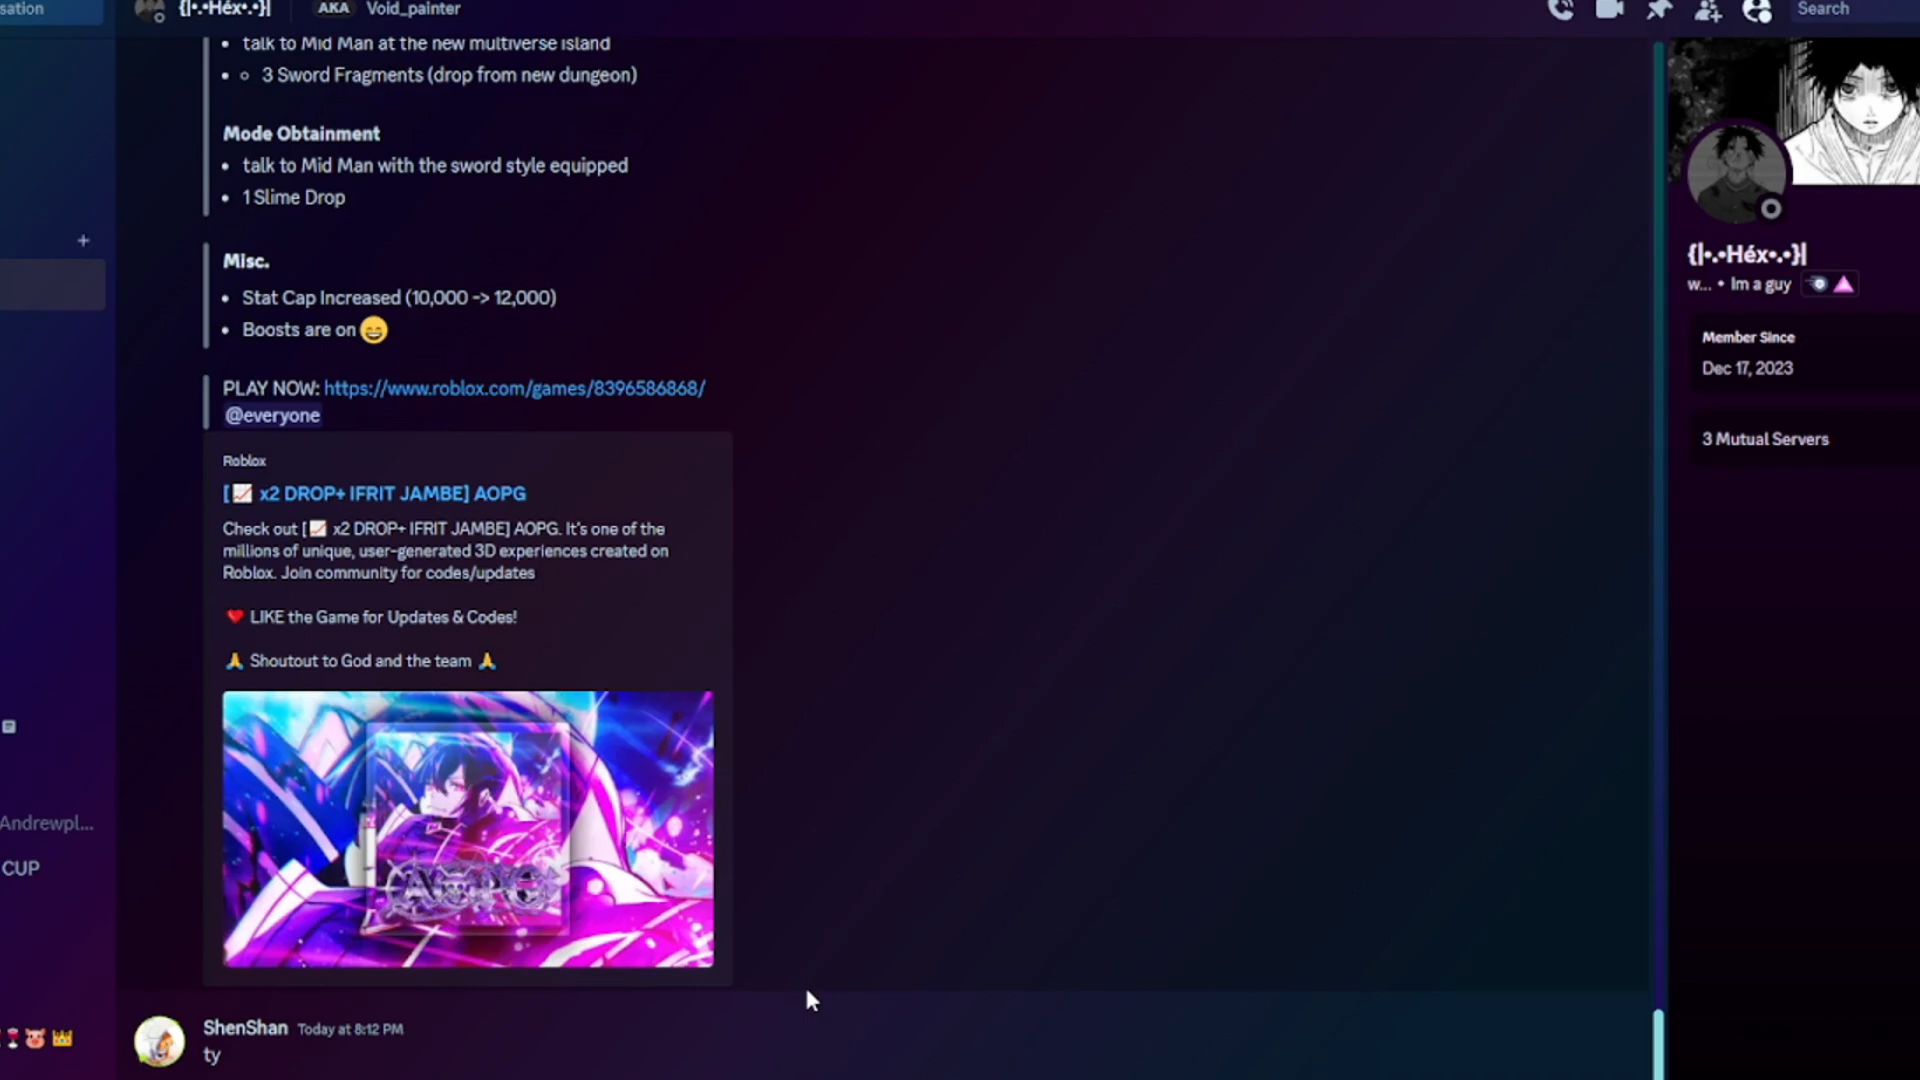 sation
{|•.•Héx•.•}|
AKA Void_painter
Search
• talk to Mid Man at the new multiverse island
• ◦ 3 Sword Fragments (drop from new dungeon)
Mode Obtainment
• talk to Mid Man with the sword style equipped
• 1 Slime Drop
Misc.
• Stat Cap Increased (10,000 -> 12,000)
• Boosts are on 😄
PLAY NOW: https://www.roblox.com/games/8396586868/
@everyone
Roblox
[📈 x2 DROP+ IFRIT JAMBE] AOPG
Check out [📈 x2 DROP+ IFRIT JAMBE] AOPG. It's one of the
millions of unique, user-generated 3D experiences created on
Roblox. Join community for codes/updates
❤️ LIKE the Game for Updates & Codes!
🙏 Shoutout to God and the team 🙏
AOPG
ShenShan Today at 8:12 PM
ty
Andrewpl...
CUP
{|•.•Héx•.•}|
w... • Im a guy
Member Since
Dec 17, 2023
3 Mutual Servers